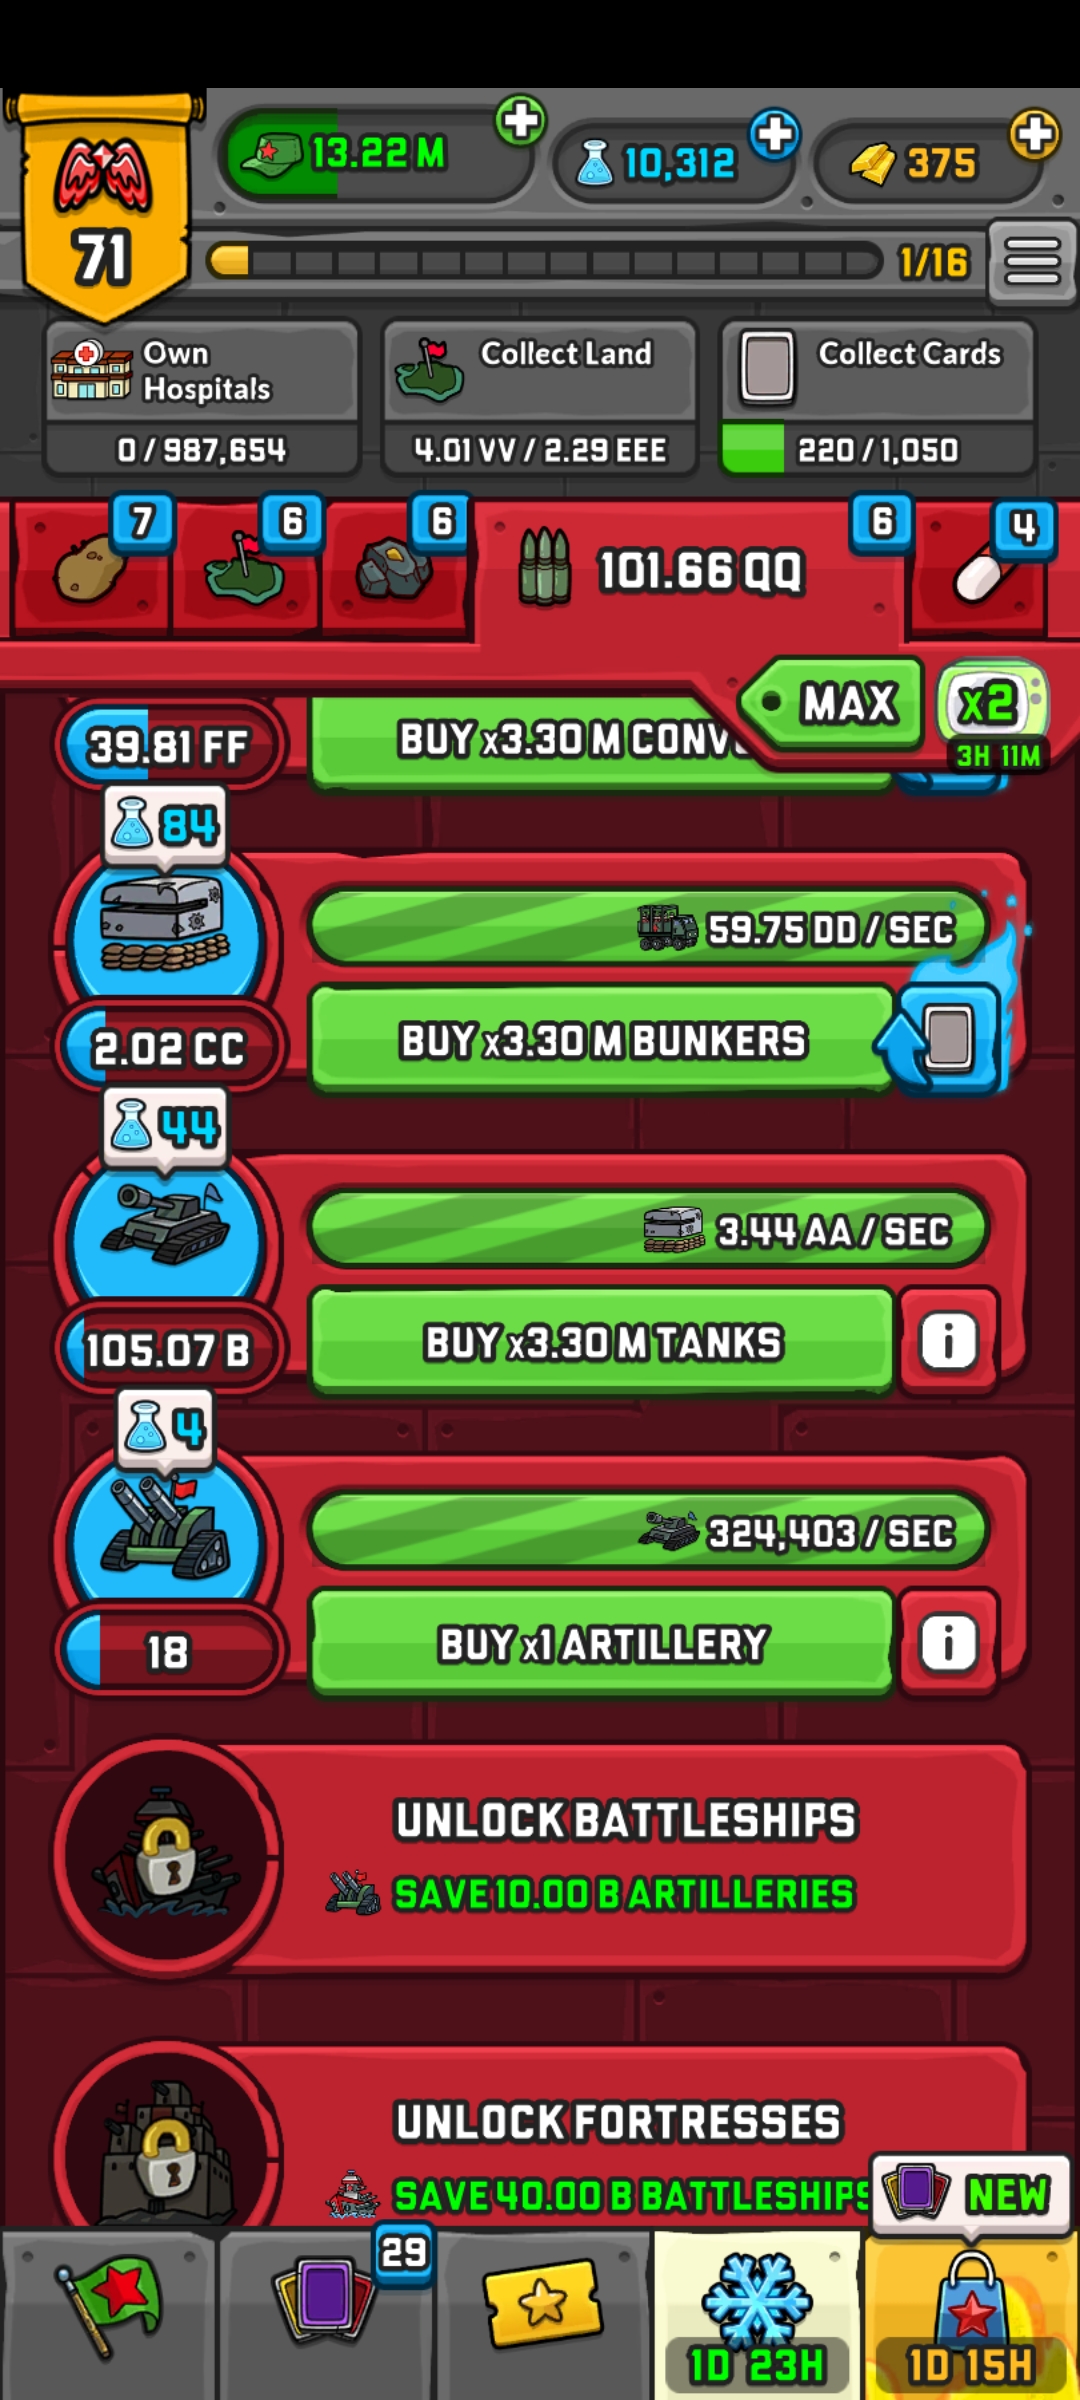 13.22 M
10,312
375
71
1/16
Own
Hospitals
0 / 987,654
Collect Land
4.01 VV / 2.29 EEE
Collect Cards
220 / 1,050
7
6
6
101.66 QQ
6
4
MAX
x2
3H 11M
39.81 FF
BUY x3.30 M CONV
84
59.75 DD / SEC
2.02 CC
BUY x3.30 M BUNKERS
44
3.44 AA / SEC
105.07 B
BUY x3.30 M TANKS
i
4
324,403 / SEC
18
BUY x1 ARTILLERY
i
UNLOCK BATTLESHIPS
SAVE 10.00 B ARTILLERIES
UNLOCK FORTRESSES
SAVE 40.00 B BATTLESHIPS
NEW
29
1D 23H
1D 15H